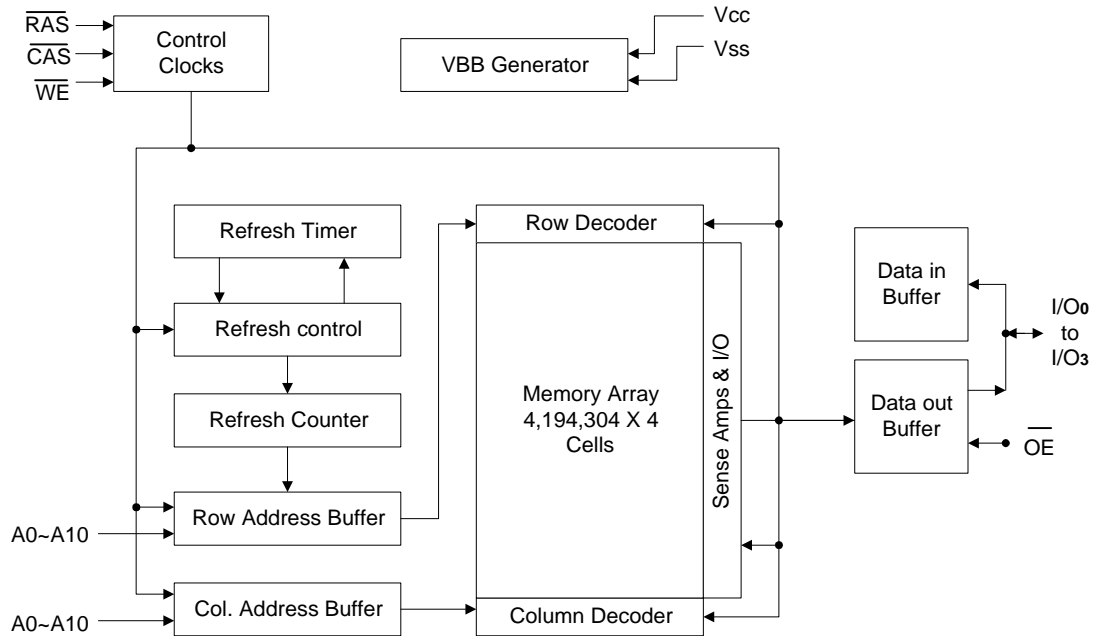 RAS
CAS
WE
Control
Clocks
Vcc
Vss
VBB Generator
Refresh Timer
Refresh control
Refresh Counter
Row Address Buffer
A0~A10
Col. Address Buffer
A0~A10
Row Decoder
Memory Array
4,194,304 X 4
Cells
Sense Amps & I/O
Column Decoder
Data in
Buffer
Data out
Buffer
I/O0
to
I/O3
OE